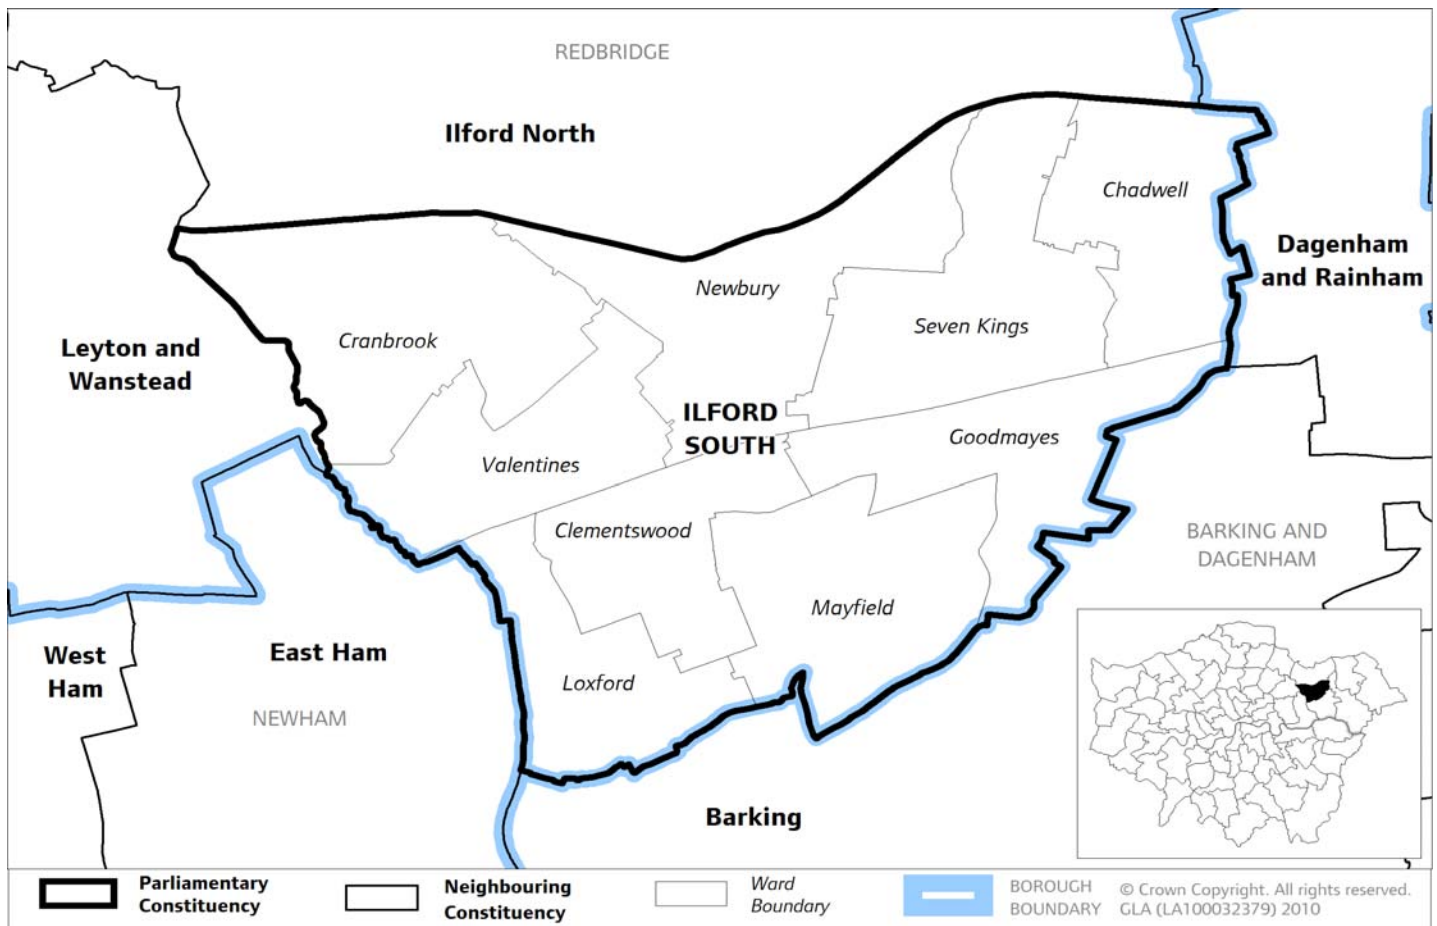 REDBRIDGE
Ilford North
Chadwell
Dagenham
and Rainham
Newbury
Seven Kings
Cranbrook
Leyton and
Wanstead
ILFORD
SOUTH
Goodmayes
Valentines
Clementswood
BARKING AND
DAGENHAM
Mayfield
East Ham
West
Ham
Loxford
NEWHAM
Barking
Parliamentary
Constituency
Neighbouring
Constituency
Ward
Boundary
BOROUGH
BOUNDARY
© Crown Copyright. All rights reserved.
GLA (LA100032379) 2010